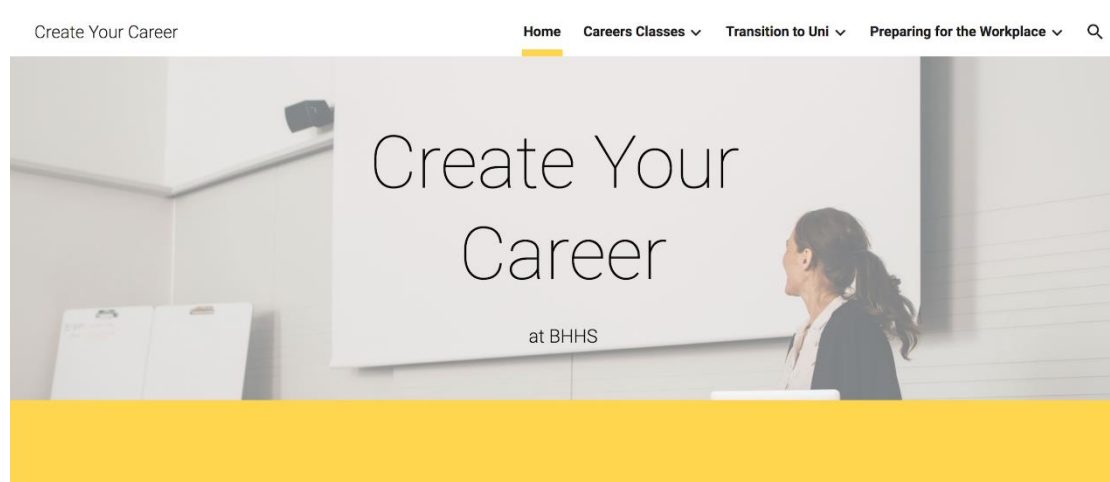 Create Your Career
Home Careers Classes Transition to Uni Preparing for the Workplace
Create Your
Career
at BHHS